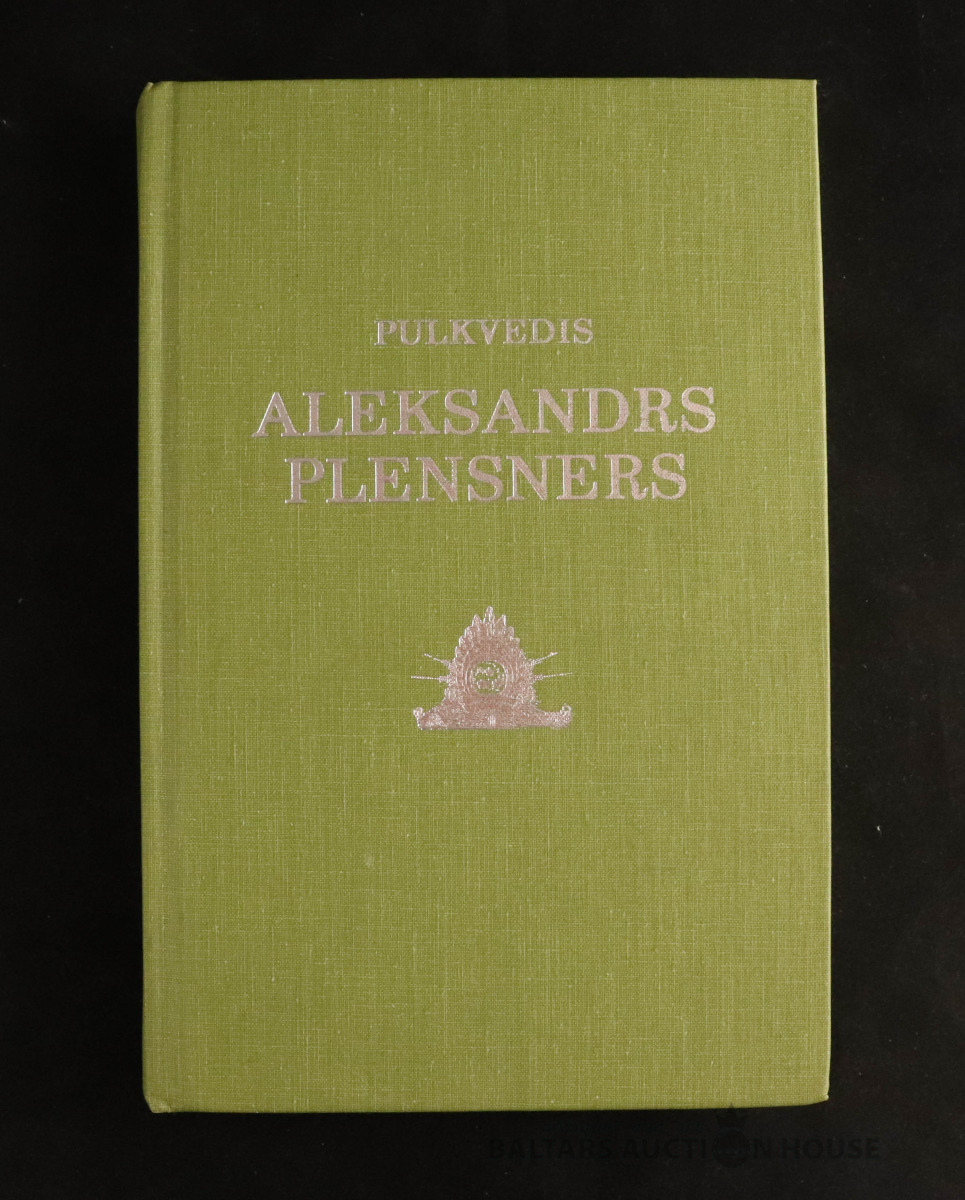 PULKVEDIS
ALEKSANDRS
PLENSNERS
BALTARS AUCTION HOUSE